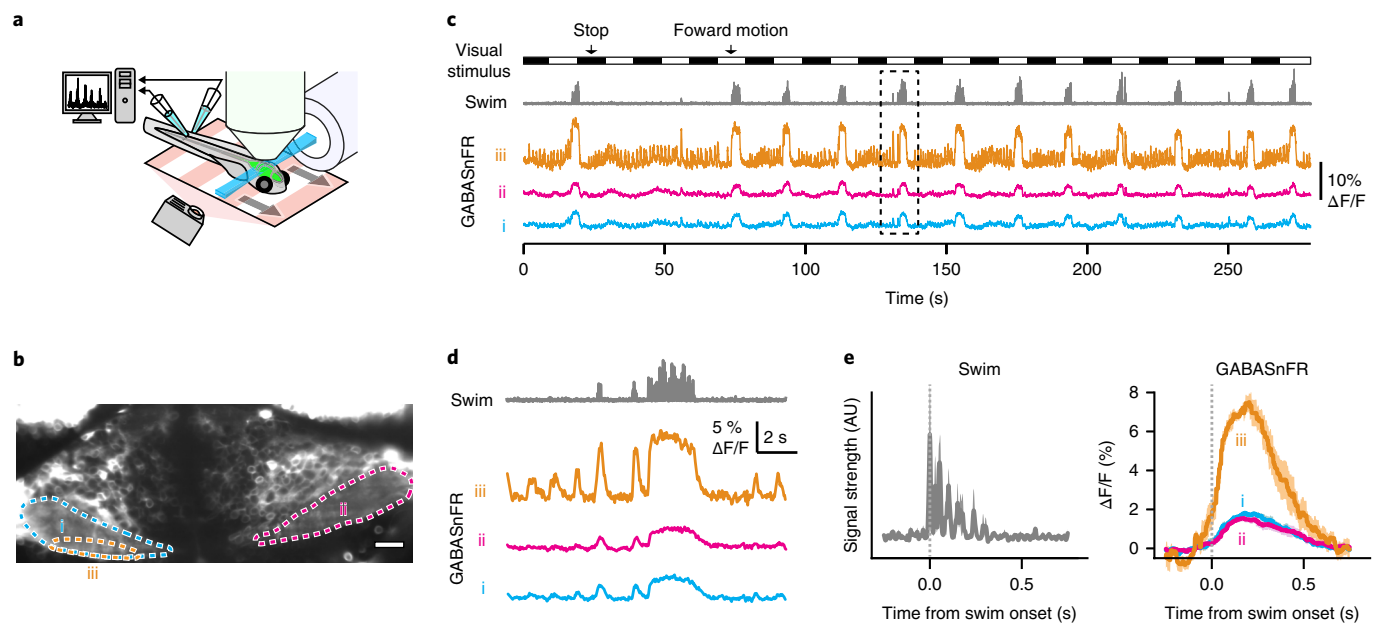 a
b
i
ii
iii
c
Stop
Foward motion
Visual
stimulus
Swim
GABASnFR
iii
ii
i
10%
ΔF/F
0
50
100
150
200
250
Time (s)
d
Swim
5 %
ΔF/F
2 s
GABASnFR
iii
ii
i
e
Swim
Signal strength (AU)
0.0
0.5
Time from swim onset (s)
GABASnFR
ΔF/F (%)
8
6
4
2
0
iii
i
ii
0.0
0.5
Time from swim onset (s)